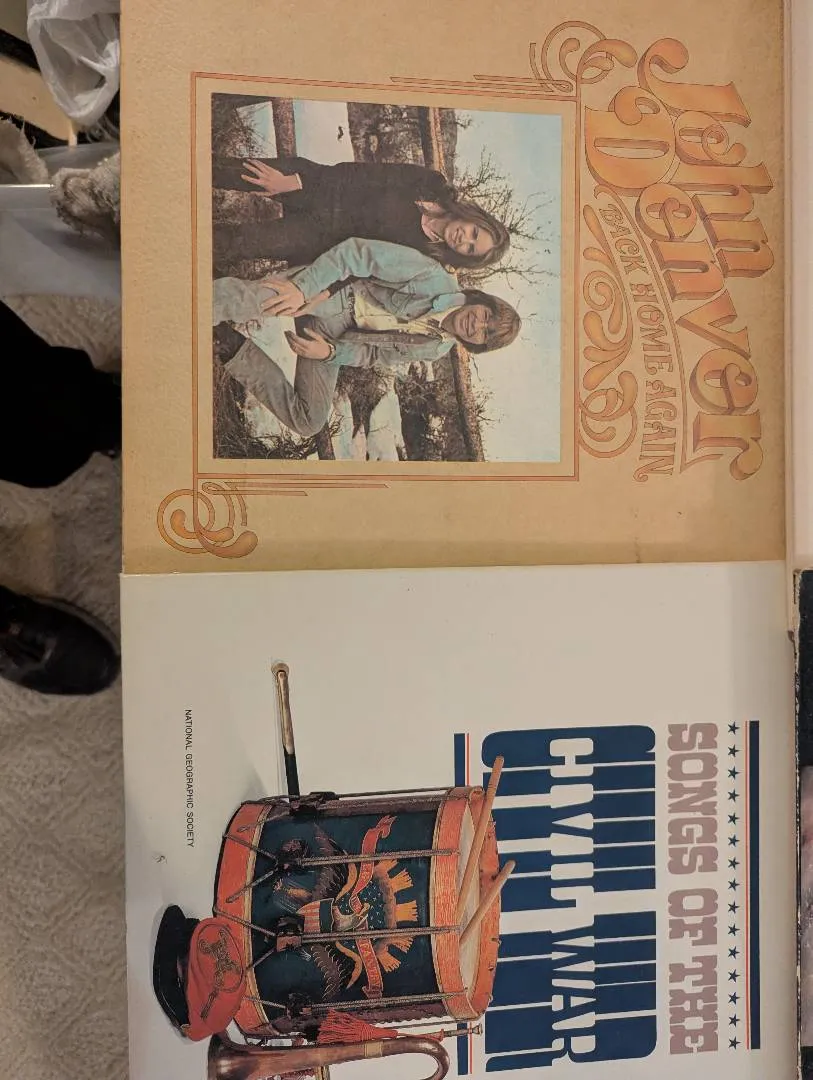 John
Denver
BACK HOME AGAIN
SONGS OF THE
CIVIL WAR
NATIONAL GEOGRAPHIC SOCIETY